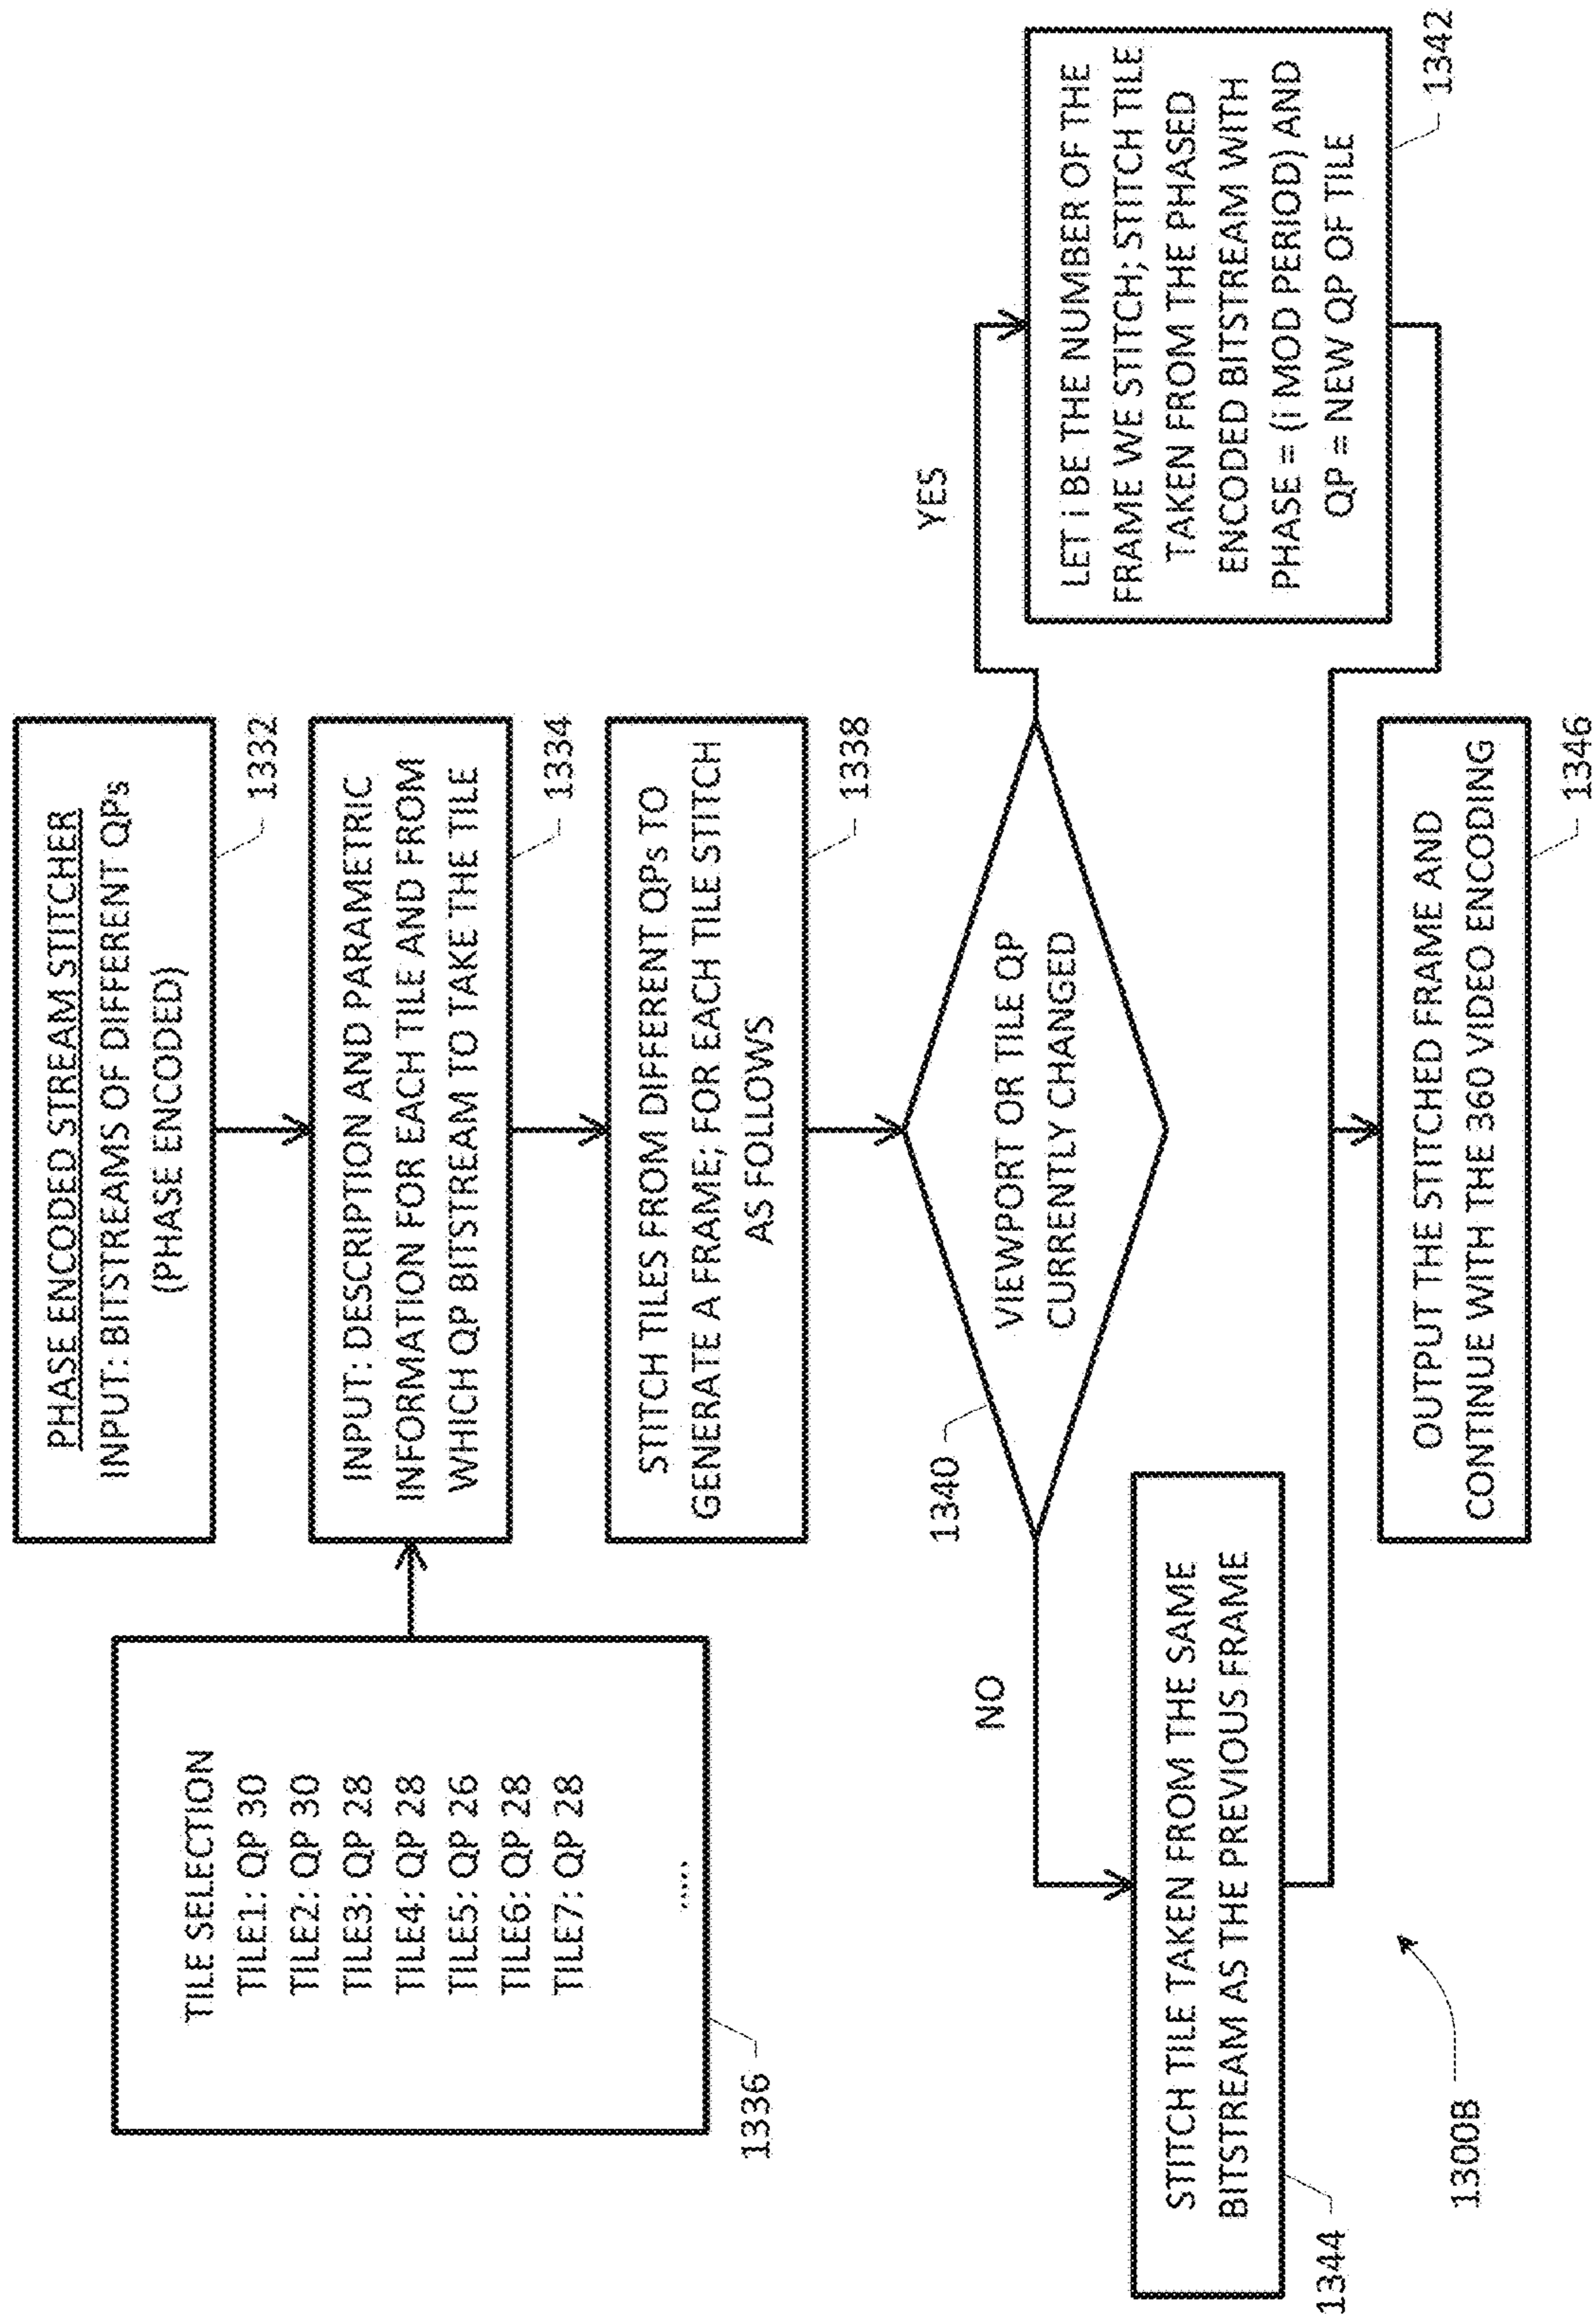 PHASE ENCODED STREAM STITCHER
INPUT: BITSTREAMS OF DIFFERENT QPs
(PHASE ENCODED)
1332
TILE SELECTION
TILE1: QP 30
TILE2: QP 30
TILE3: QP 28
TILE4: QP 28
TILE5: QP 26
TILE6: QP 28
TILE7: QP 28
.....
1336
INPUT: DESCRIPTION AND PARAMETRIC
INFORMATION FOR EACH TILE AND FROM
WHICH QP BITSTREAM TO TAKE THE TILE
1334
STITCH TILES FROM DIFFERENT QPs TO
GENERATE A FRAME; FOR EACH TILE STITCH
AS FOLLOWS
1338
1340
VIEWPORT OR TILE QP
CURRENTLY CHANGED
NO
YES
STITCH TILE TAKEN FROM THE SAME
BITSTREAM AS THE PREVIOUS FRAME
1344
LET i BE THE NUMBER OF THE
FRAME WE STITCH; STITCH TILE
TAKEN FROM THE PHASED
ENCODED BITSTREAM WITH
PHASE = (i MOD PERIOD) AND
QP = NEW QP OF TILE
1342
OUTPUT THE STITCHED FRAME AND
CONTINUE WITH THE 360 VIDEO ENCODING
1346
1300B